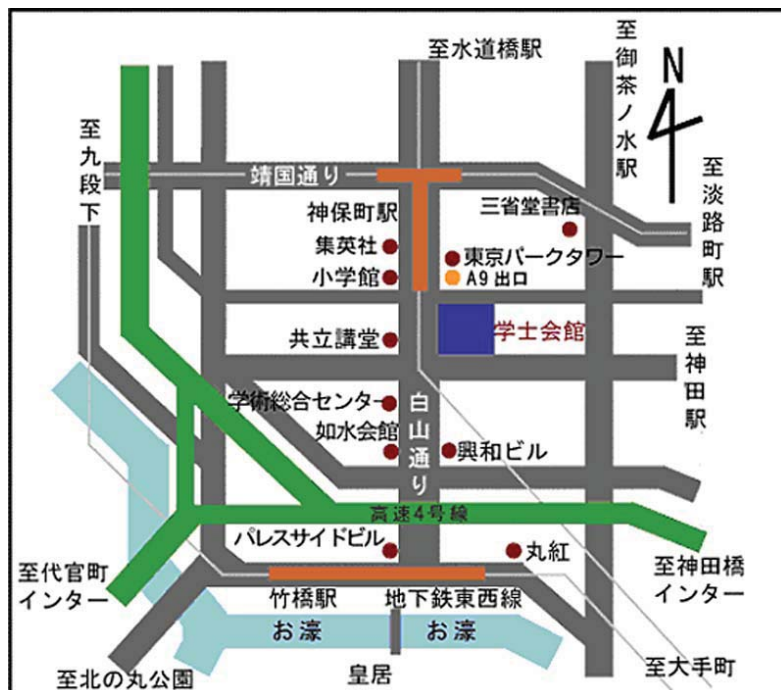 至水道橋駅
至御茶ノ水駅
N
至九段下
靖国通り
至淡路町駅
三省堂書店
神保町駅
集英社
東京パークタワー
小学館
A9 出口
共立講堂
学士会館
至神田駅
学術総合センター
白山通り
如水会館
興和ビル
高速4号線
パレスサイドビル
丸紅
至代官町
インター
至神田橋
インター
竹橋駅
地下鉄東西線
お濠
お濠
至北の丸公園
皇居
至大手町